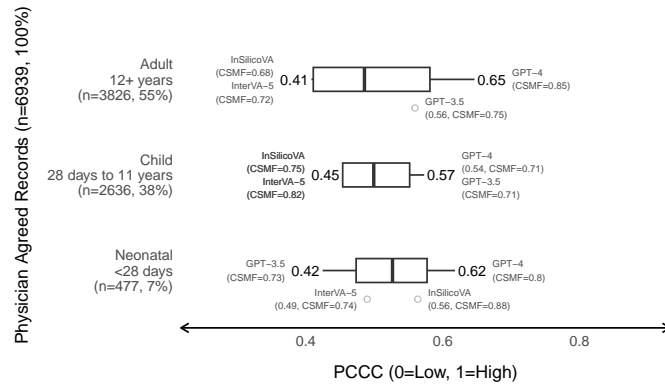 Physician Agreed Records (n=6939, 100%)
Adult
12+ years
(n=3826, 55%)
InSilicoVA
(CSMF=0.68)
InterVA−5
(CSMF=0.72)
0.41
0.65
GPT−4
(CSMF=0.85)
GPT−3.5
(0.56, CSMF=0.75)
Child
28 days to 11 years
(n=2636, 38%)
InSilicoVA
(CSMF=0.75)
InterVA−5
(CSMF=0.82)
0.45
0.57
GPT−4
(0.54, CSMF=0.71)
GPT−3.5
(CSMF=0.71)
Neonatal
<28 days
(n=477, 7%)
GPT−3.5
(CSMF=0.73)
0.42
0.62
GPT−4
(CSMF=0.8)
InterVA−5
(0.49, CSMF=0.74)
InSilicoVA
(0.56, CSMF=0.88)
0.4 0.6 0.8
PCCC (0=Low, 1=High)